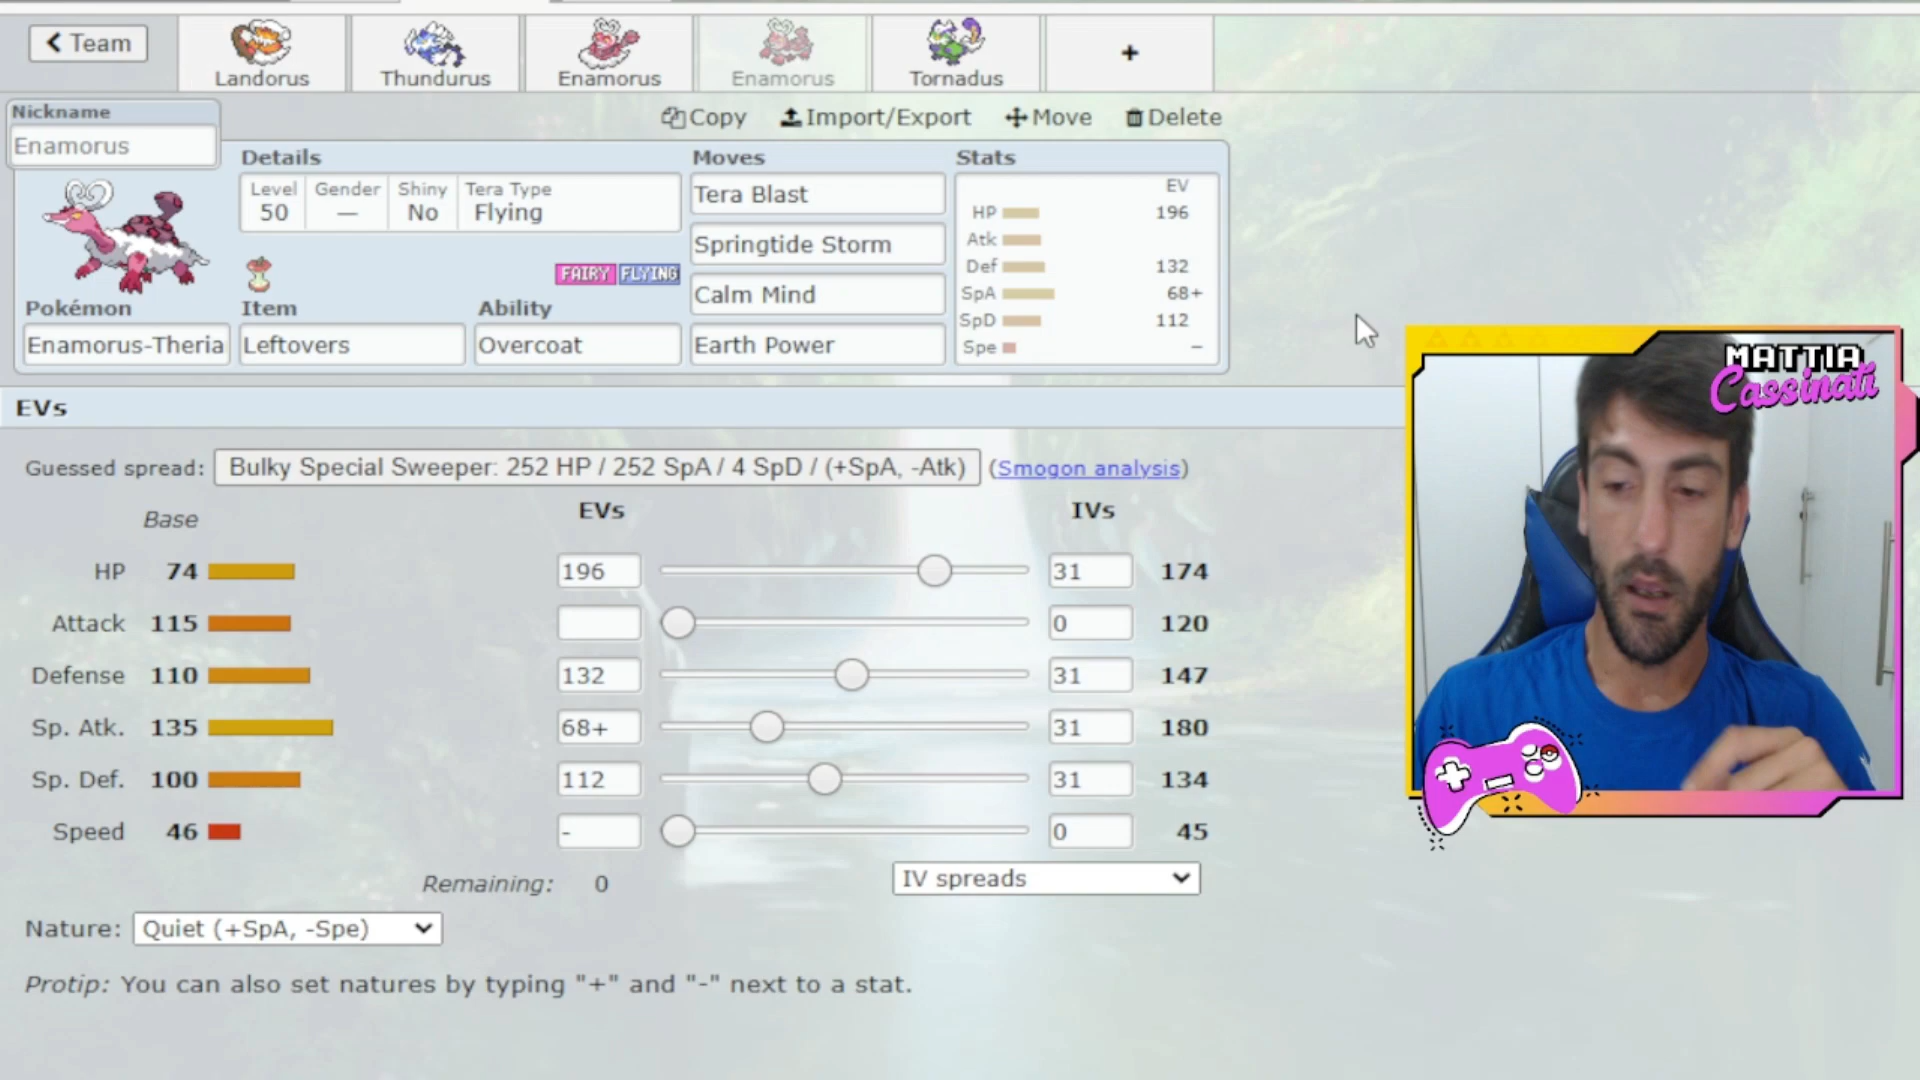 Team
Landorus
Thundurus
Enamorus
Enamorus
Tornadus
+
Nickname
Enamorus
Copy
Import/Export
Move
Delete
Details
Moves
Stats
Level
50
Gender
—
Shiny
No
Tera Type
Flying
Tera Blast
Springtide Storm
Calm Mind
Earth Power
EV
HP 196
Atk
Def 132
SpA 68+
SpD 112
Spe –
FAIRY FLYING
Pokémon
Enamorus-Theria
Item
Leftovers
Ability
Overcoat
EVs
Guessed spread: Bulky Special Sweeper: 252 HP / 252 SpA / 4 SpD / (+SpA, -Atk) (Smogon analysis)
Base EVs IVs
HP 74 196 31 174
Attack 115 0 120
Defense 110 132 31 147
Sp. Atk. 135 68+ 31 180
Sp. Def. 100 112 31 134
Speed 46 - 0 45
Remaining: 0
IV spreads
Nature: Quiet (+SpA, -Spe)
Protip: You can also set natures by typing "+" and "-" next to a stat.
MATTIA
Cassinati